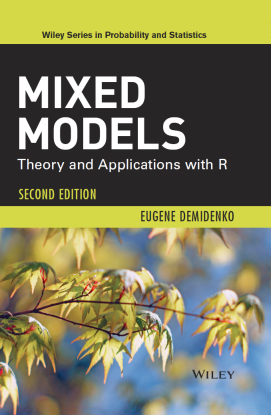 Wiley Series in Probability and Statistics
MIXED
MODELS
Theory and Applications with R
SECOND EDITION
EUGENE DEMIDENKO
WILEY